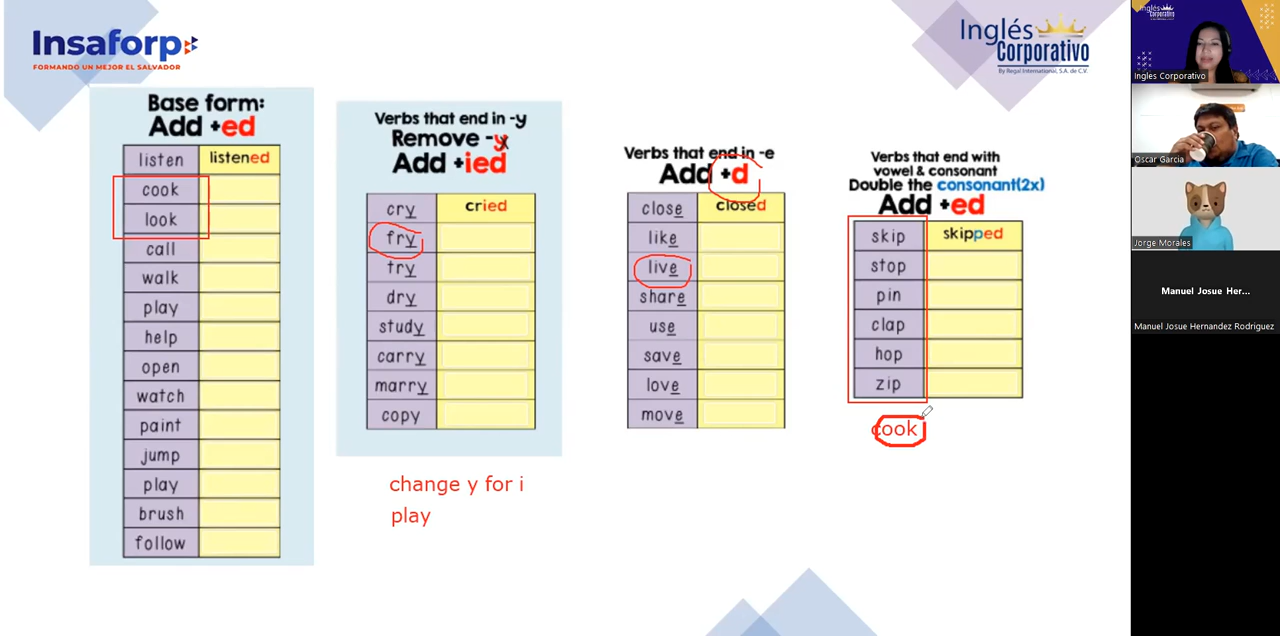 Insaforp
FORMANDO UN MEJOR EL SALVADOR
Inglés
Corporativo
By Regal International, S.A. de C.V.
Base form:
Add +ed
listen listened
cook
look
call
walk
play
help
open
watch
paint
jump
play
brush
follow
Verbs that end in -y
Remove -y
Add +ied
cry cried
fry
try
dry
study
carry
marry
copy
change y for i
play
Verbs that end in -e
Add +d
close closed
like
live
share
use
save
love
move
Verbs that end with
vowel & consonant
Double the consonant(2x)
Add +ed
skip skipped
stop
pin
clap
hop
zip
cook
Inglés
Corporativo
Ingles Corporativo
Oscar Garcia
Jorge Morales
Manuel Josue Her...
Manuel Josue Hernandez Rodriguez